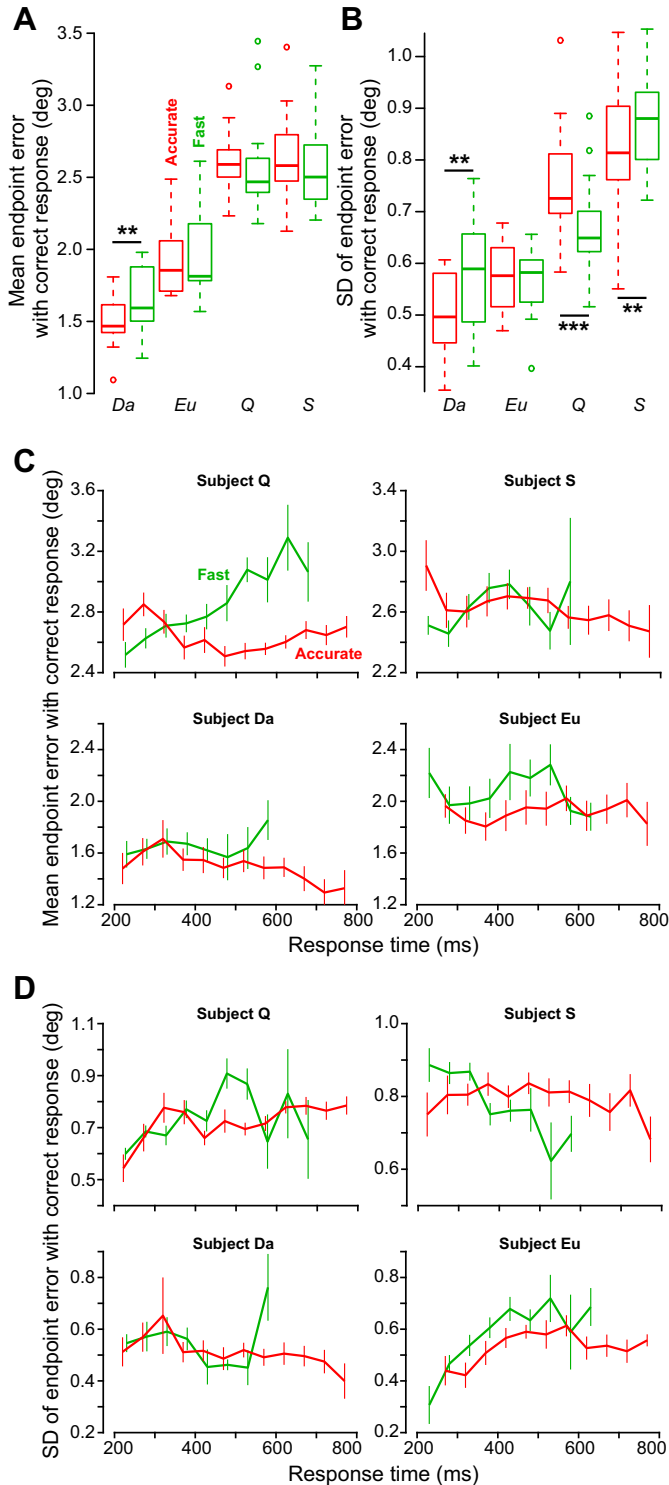 A
Mean endpoint error
with correct response (deg)
3.5
3.0
2.5
2.0
1.5
1.0
Accurate
Fast
**
Da
Eu
Q
S
B
SD of endpoint error
with correct response (deg)
1.0
0.9
0.8
0.7
0.6
0.5
0.4
**
***
**
Da
Eu
Q
S
C
Mean endpoint error with correct response (deg)
Subject Q
3.6
3.2
2.8
2.4
Fast
Accurate
Subject S
3.4
3.0
2.6
2.2
Subject Da
2.4
2.0
1.6
1.2
200 400 600 800
Subject Eu
2.4
2.0
1.6
1.2
200 400 600 800
Response time (ms)
D
SD of endpoint error with correct response (deg)
Subject Q
1.1
0.9
0.7
0.5
Subject S
1.0
0.8
0.6
Subject Da
0.8
0.6
0.4
0.2
200 400 600 800
Subject Eu
0.8
0.6
0.4
0.2
200 400 600 800
Response time (ms)